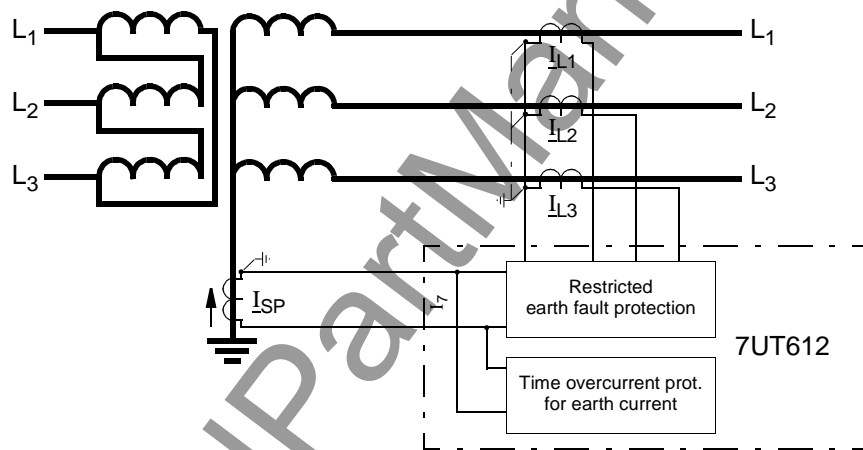 L1
L1
IL1
L2
L2
IL2
L3
L3
IL3
ISP
I7
Restricted
earth fault protection
7UT612
Time overcurrent prot.
for earth current